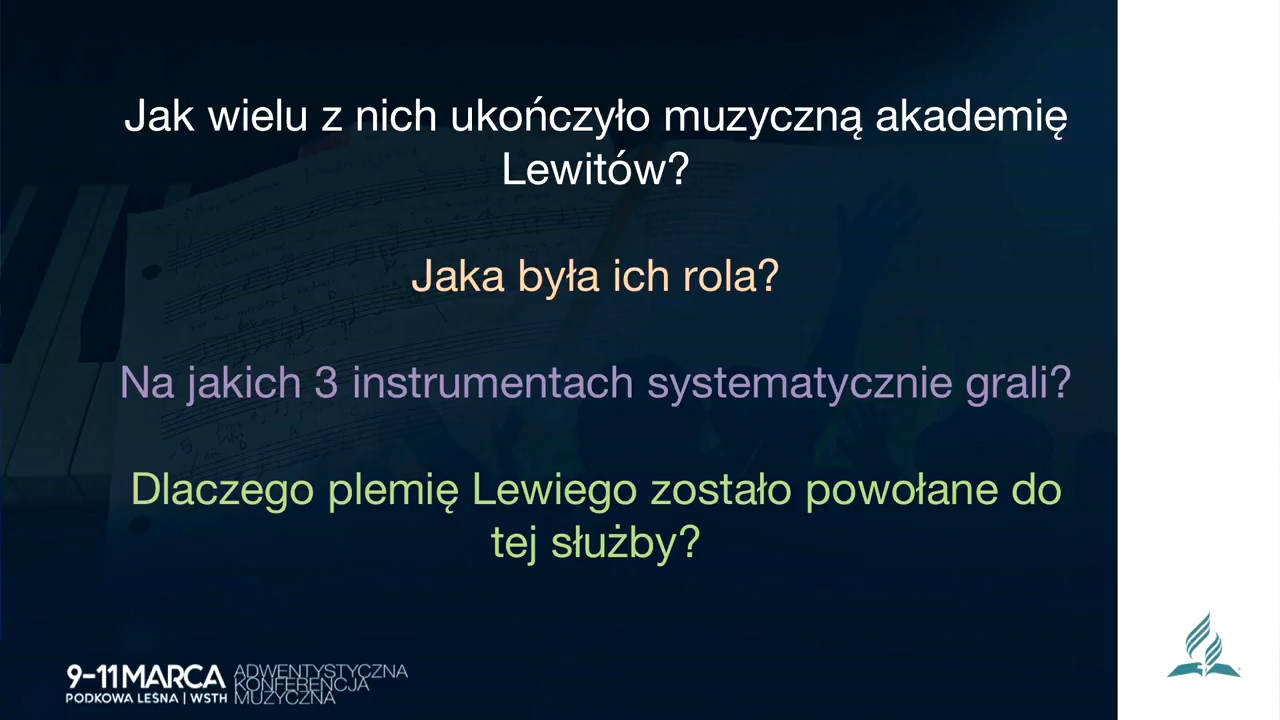 Jak wielu z nich ukończyło muzyczną akademię
Lewitów?
Jaka była ich rola?
Na jakich 3 instrumentach systematycznie grali?
Dlaczego plemię Lewiego zostało powołane do
tej służby?
9-11 MARCA
PODKOWA LEŚNA | WSTH
ADWENTYSTYCZNA
KONFERENCJA
MUZYCZNA